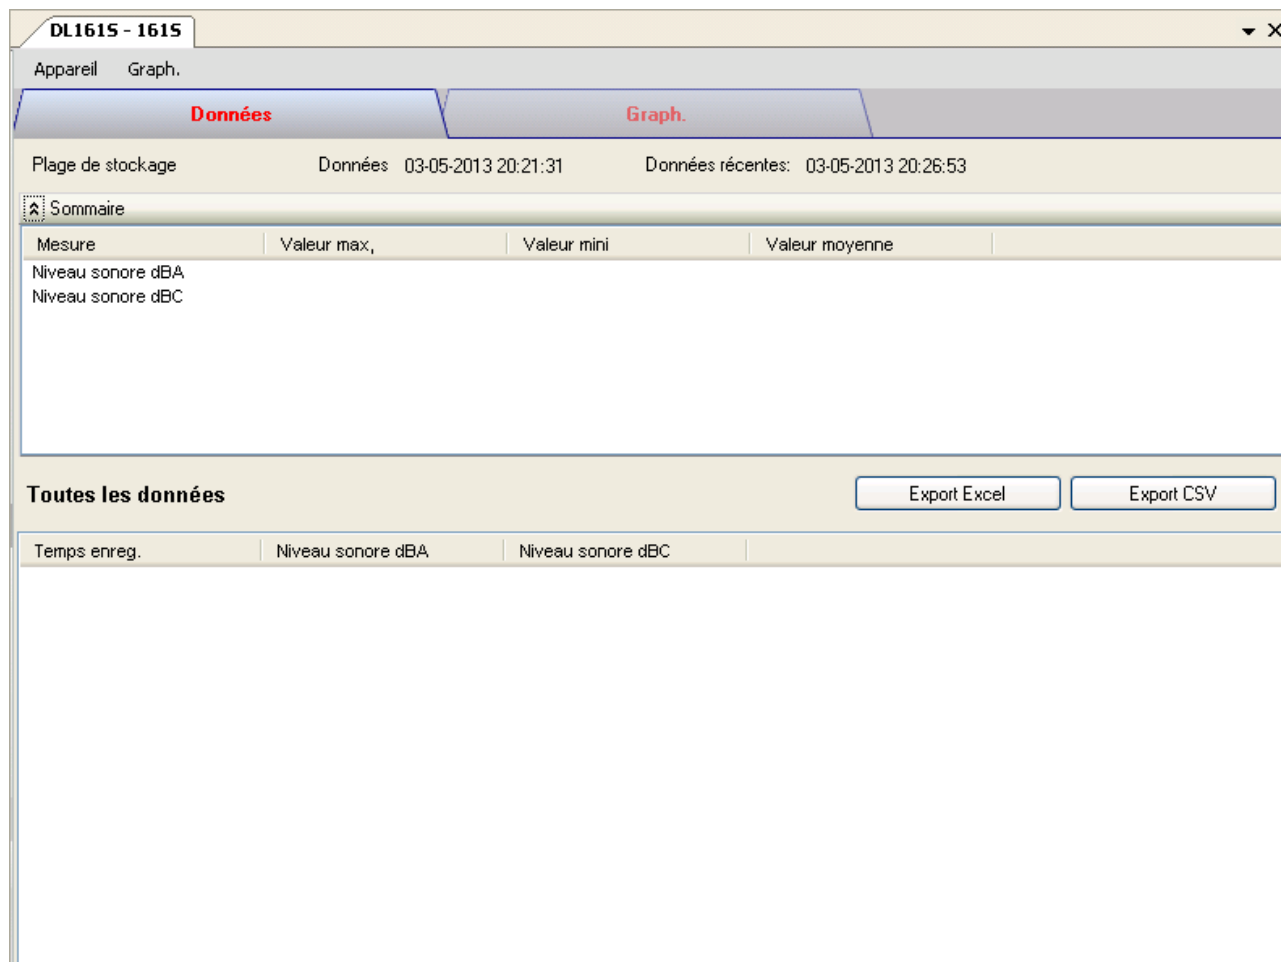 DL161S - 161S
Appareil Graph.
Données Graph.
Plage de stockage Données 03-05-2013 20:21:31 Données récentes: 03-05-2013 20:26:53
Sommaire
Mesure Valeur max, Valeur mini Valeur moyenne
Niveau sonore dBA
Niveau sonore dBC
Toutes les données Export Excel Export CSV
Temps enreg. Niveau sonore dBA Niveau sonore dBC